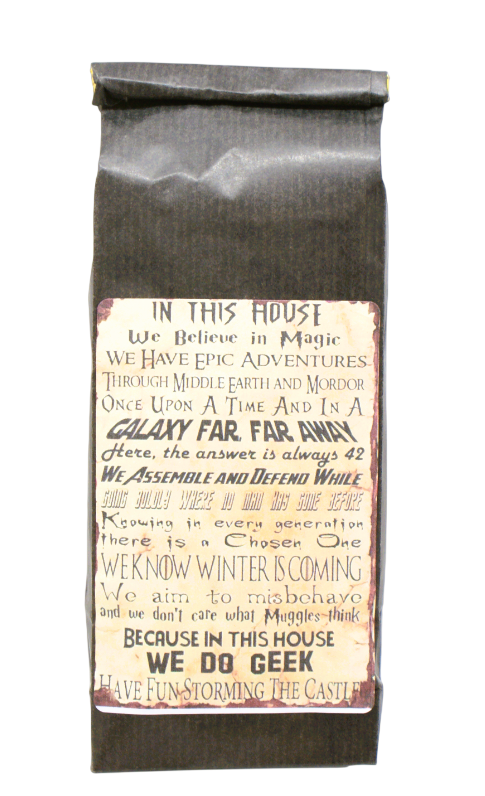 IN THIS HOUSE
We Believe in Magic
WE HAVE EPIC ADVENTURES
THROUGH MIDDLE EARTH AND MORDOR
ONCE UPON A TIME AND IN A
GALAXY FAR, FAR AWAY
Here, the answer is always 42
WE ASSEMBLE AND DEFEND WHILE
GOING BOLDLY WHERE NO MAN HAS GONE BEFORE
Knowing in every generation
there is a Chosen One
WE KNOW WINTER IS COMING
We aim to misbehave
and we don't care what Muggles think
BECAUSE IN THIS HOUSE
WE DO GEEK
HAVE FUN STORMING THE CASTLE